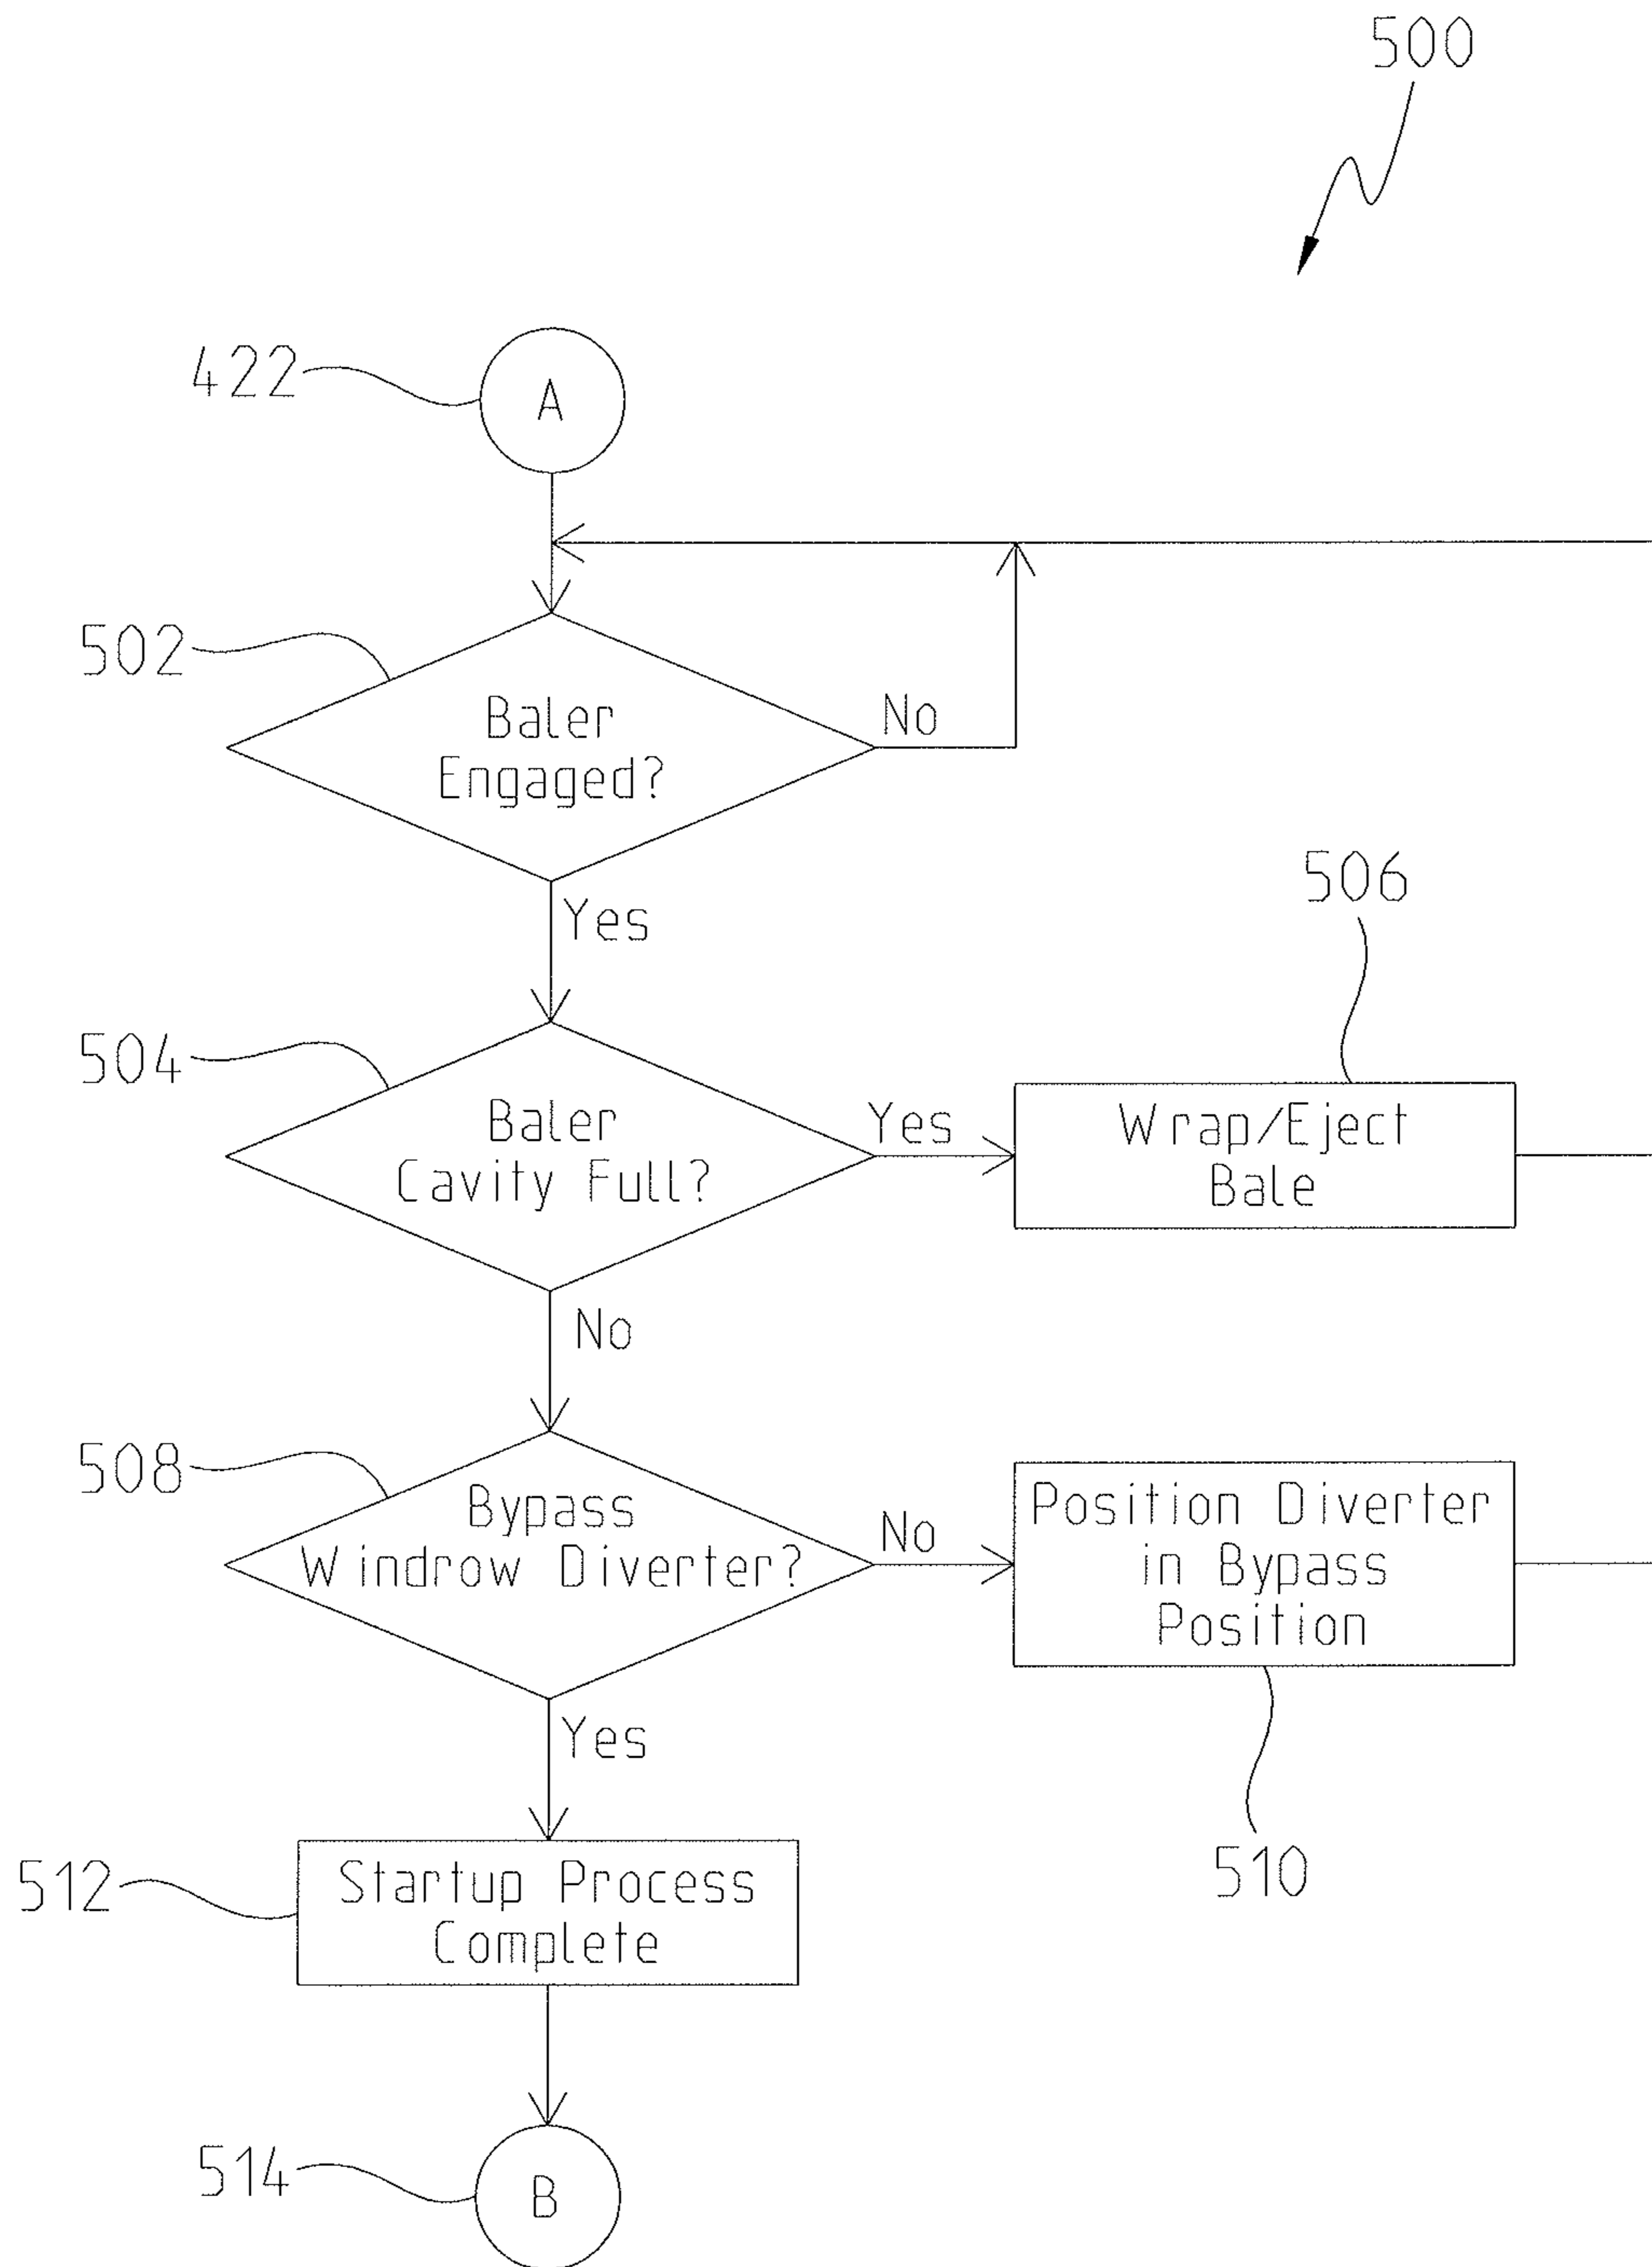 500
422
A
502
Baler
Engaged?
No
Yes
504
Baler
Cavity Full?
Yes
506
Wrap/Eject
Bale
No
508
Bypass
Windrow Diverter?
No
Position Diverter
in Bypass
Position
510
Yes
512
Startup Process
Complete
514
B